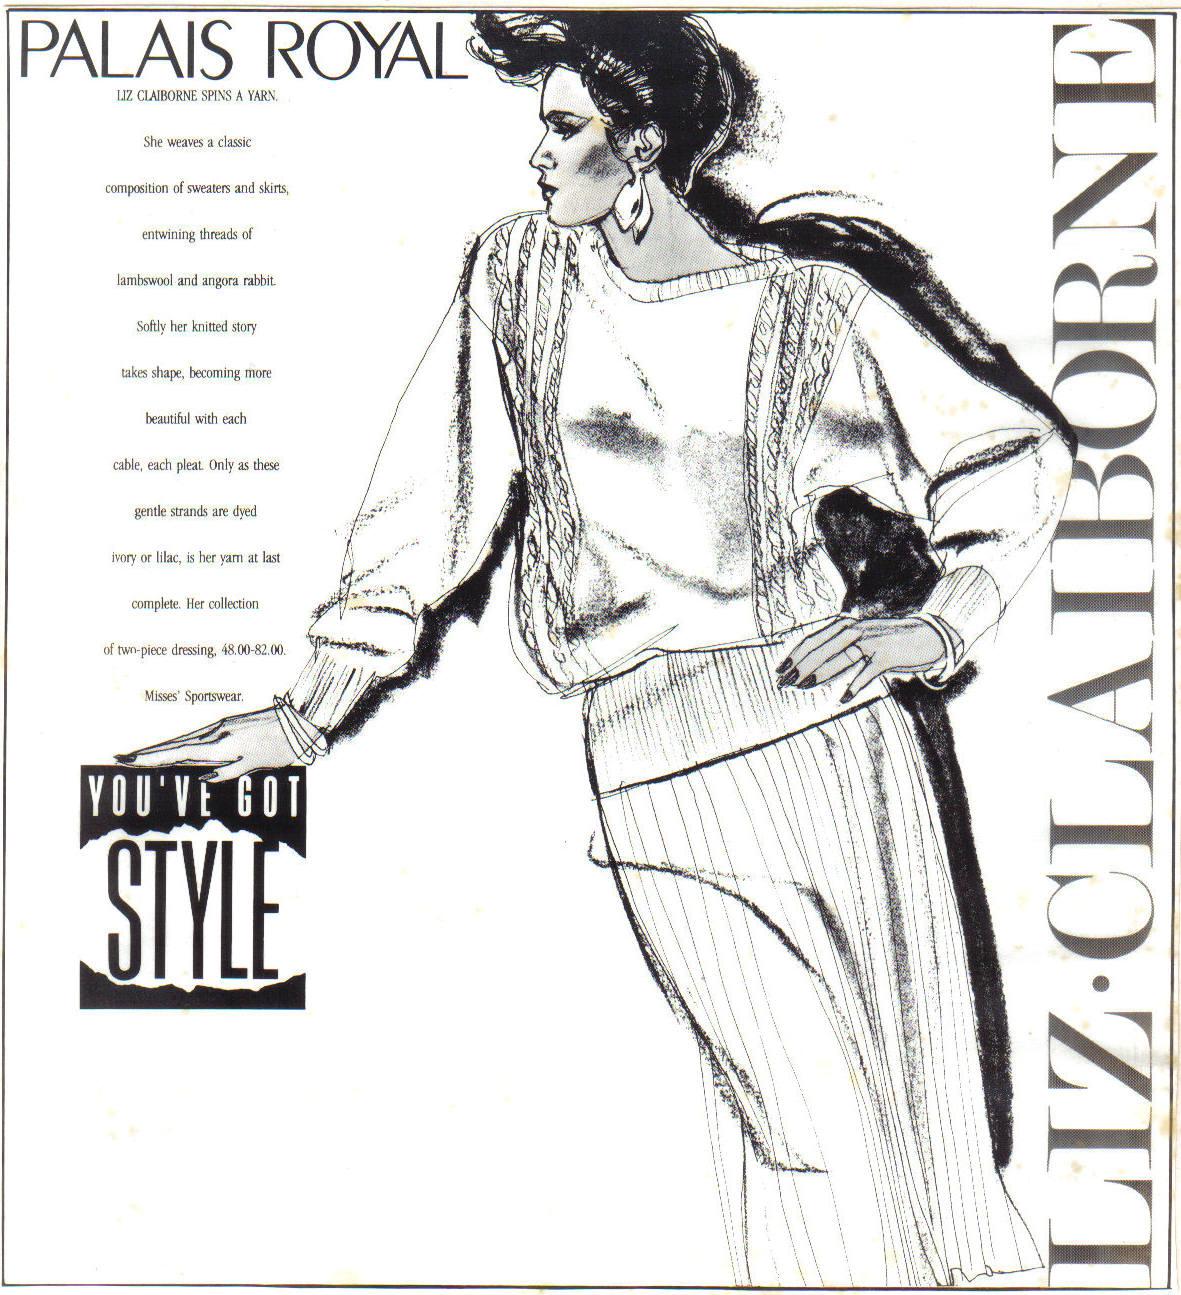 PALAIS ROYAL
LIZ CLAIBORNE SPINS A YARN.
She weaves a classic
composition of sweaters and skirts,
entwining threads of
lambswool and angora rabbit.
Softly her knitted story
takes shape, becoming more
beautiful with each
cable, each pleat. Only as these
gentle strands are dyed
ivory or lilac, is her yarn at last
complete. Her collection
of two-piece dressing, 48.00-82.00.
Misses' Sportswear.
YOU'VE GOT
STYLE
LIZ·CLAIBORNE